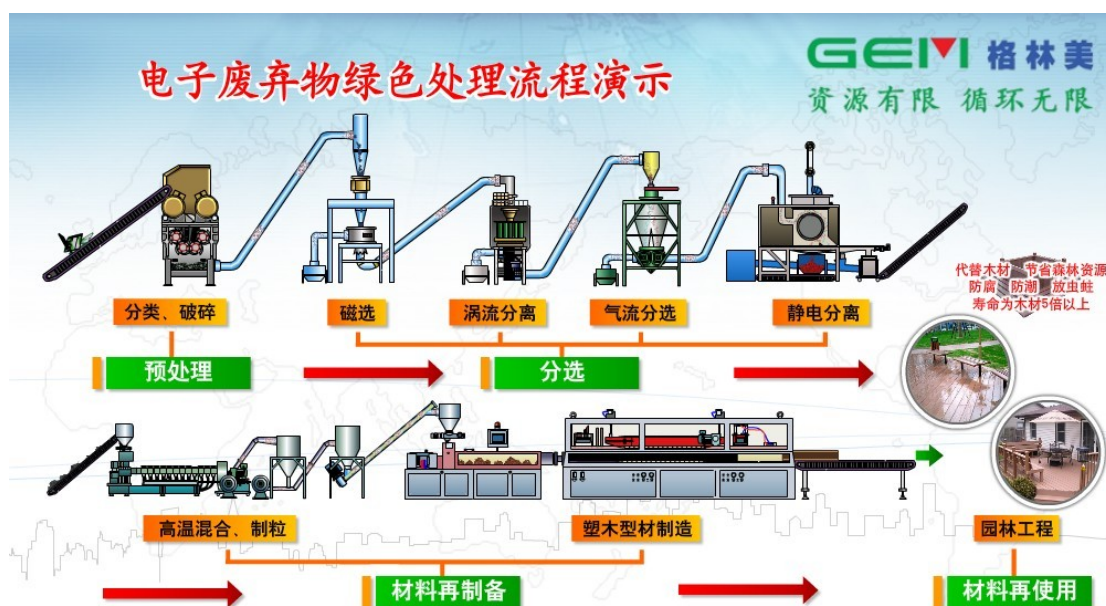 电子废弃物绿色处理流程演示
GEM 格林美
资源有限 循环无限
代替木材 节省森林资源
防腐 防潮 放虫蛀
寿命为木材5倍以上
分类、破碎
磁选
涡流分离
气流分选
静电分离
预处理
分选
高温混合、制粒
塑木型材制造
园林工程
材料再制备
材料再使用